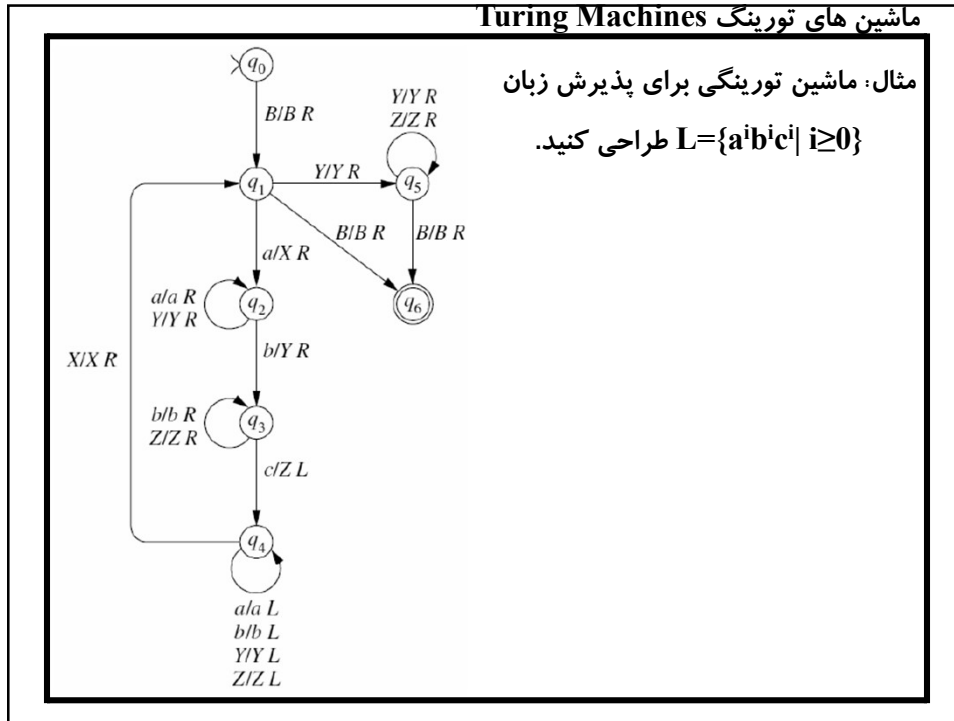 ماشین های تورینگ Turing Machines
مثال: ماشین تورینگی برای پذیرش زبان
L={aⁱbⁱcⁱ| i≥0} طراحی کنید.
q₀
B/B R
Y/Y R
Z/Z R
q₁
Y/Y R
q₅
B/B R
B/B R
a/X R
a/a R
Y/Y R
q₂
q₆
b/Y R
X/X R
b/b R
Z/Z R
q₃
c/Z L
q₄
a/a L
b/b L
Y/Y L
Z/Z L